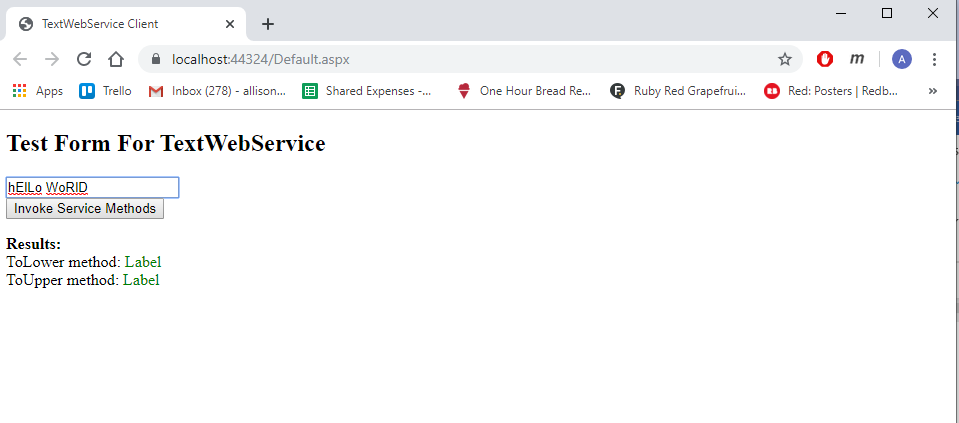 TextWebService Client
localhost:44324/Default.aspx
A
Apps Trello Inbox (278) - allison... Shared Expenses -... One Hour Bread Re... Ruby Red Grapefrui... Red: Posters | Redb... »
Test Form For TextWebService
hElLo WoRlD
Invoke Service Methods
Results:
ToLower method: Label
ToUpper method: Label